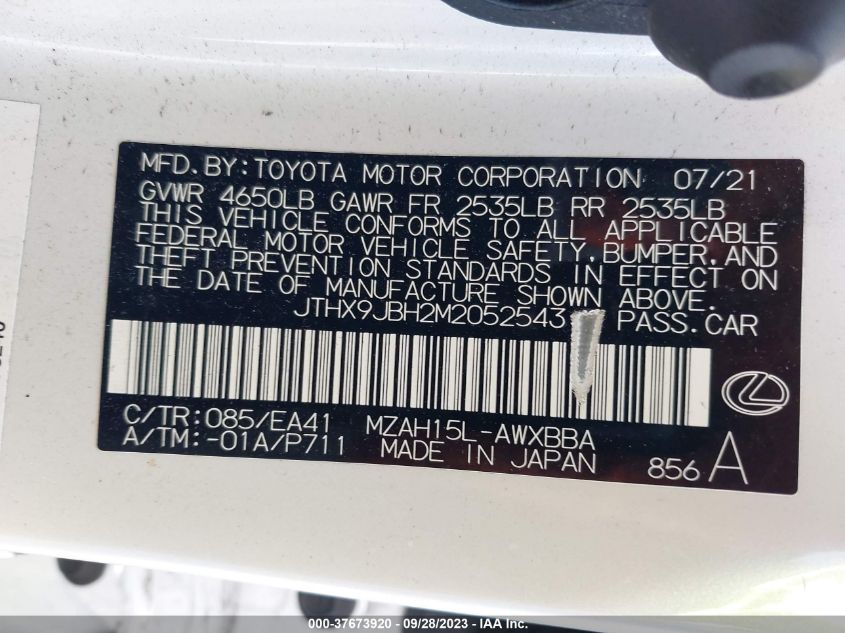 MFD.BY:TOYOTA MOTOR CORPORATION 07/21
GVWR 4650LB GAWR FR 2535LB RR 2535LB
THIS VEHICLE CONFORMS TO ALL APPLICABLE
FEDERAL MOTOR VEHICLE SAFETY,BUMPER,AND
THEFT PREVENTION STANDARDS IN EFFECT ON
THE DATE OF MANUFACTURE SHOWN ABOVE.
JTHX9JBH2M2052543 PASS.CAR
C/TR:085/EA41 MZAH15L-AWXBBA
A/TM:-01A/P711 MADE IN JAPAN 856 A
000-37673920 - 09/28/2023 - IAA Inc.